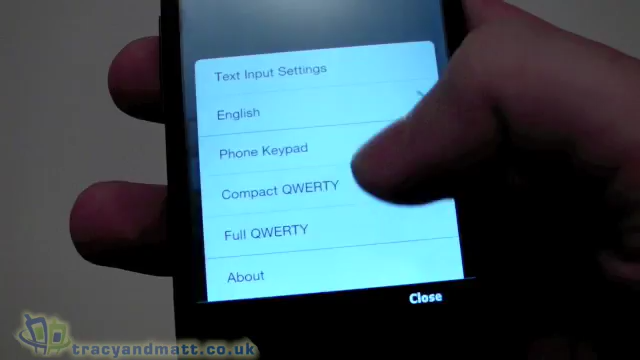 Text Input Settings
English
Phone Keypad
Compact QWERTY
Full QWERTY
About
Close
tracyandmatt.co.uk